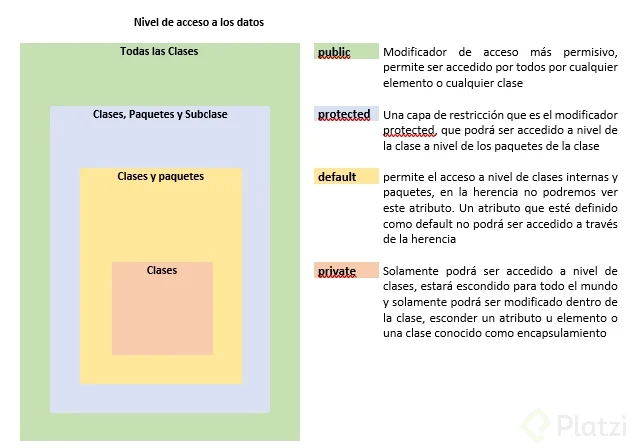 Nivel de acceso a los datos
Todas las Clases
Clases, Paquetes y Subclase
Clases y paquetes
Clases
public
Modificador de acceso más permisivo,
permite ser accedido por todos por cualquier
elemento o cualquier clase
protected
Una capa de restricción que es el modificador
protected, que podrá ser accedido a nivel de
la clase a nivel de los paquetes de la clase
default
permite el acceso a nivel de clases internas y
paquetes, en la herencia no podremos ver
este atributo. Un atributo que esté definido
como default no podrá ser accedido a través
de la herencia
private
Solamente podrá ser accedido a nivel de
clases, estará escondido para todo el mundo
y solamente podrá ser modificado dentro de
la clase, esconder un atributo u elemento o
una clase conocido como encapsulamiento
Platzi